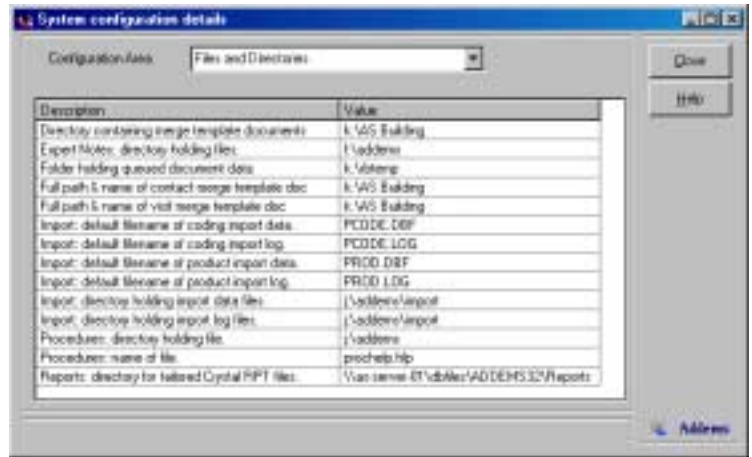 System configuration details
Configuration Area: Files and Directories
Close
Help
Description Value
Directory containing merge template documents k:\AS Building
Expert Notes: directory holding files.
Folder holding queued document data
Full path & name of contact merge template doc k:\AS Building
Full path & name of visit merge template doc k:\AS Building
Import: default filename of coding import data. PCODE.DBF
Import: default filename of coding import log. PCODE.LOG
Import: default filename of product import data. PROD.DBF
Import: default filename of product import log. PROD.LOG
Import: directory holding import data files j:\addems\import
Import: directory holding import log files. j:\addems\import
Procedures: directory holding file. j:\addems
Procedures: name of file. prochelp.hlp
Reports: directory for tailored Crystal RPT files. \\as-server-01\dbfiles\ADDEMS32\Reports
Addems